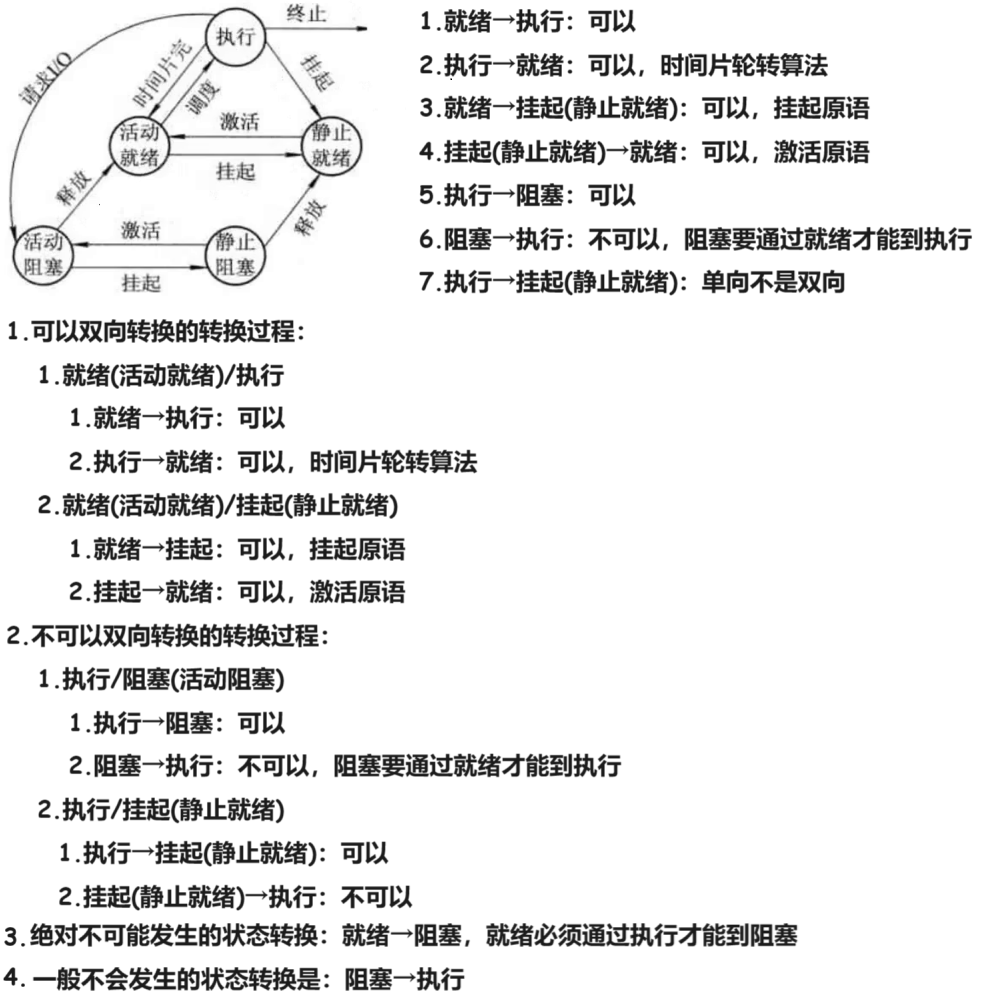 终止
执行
请求I/O
时间片完
调度
挂起
活动
就绪
激活
挂起
静止
就绪
释放
释放
活动
阻塞
激活
挂起
静止
阻塞
1.就绪→执行：可以
2.执行→就绪：可以，时间片轮转算法
3.就绪→挂起(静止就绪)：可以，挂起原语
4.挂起(静止就绪)→就绪：可以，激活原语
5.执行→阻塞：可以
6.阻塞→执行：不可以，阻塞要通过就绪才能到执行
7.执行→挂起(静止就绪)：单向不是双向
1.可以双向转换的转换过程：
1.就绪(活动就绪)/执行
1.就绪→执行：可以
2.执行→就绪：可以，时间片轮转算法
2.就绪(活动就绪)/挂起(静止就绪)
1.就绪→挂起：可以，挂起原语
2.挂起→就绪：可以，激活原语
2.不可以双向转换的转换过程：
1.执行/阻塞(活动阻塞)
1.执行→阻塞：可以
2.阻塞→执行：不可以，阻塞要通过就绪才能到执行
2.执行/挂起(静止就绪)
1.执行→挂起(静止就绪)：可以
2.挂起(静止就绪)→执行：不可以
3.绝对不可能发生的状态转换：就绪→阻塞，就绪必须通过执行才能到阻塞
4. 一般不会发生的状态转换是：阻塞→执行